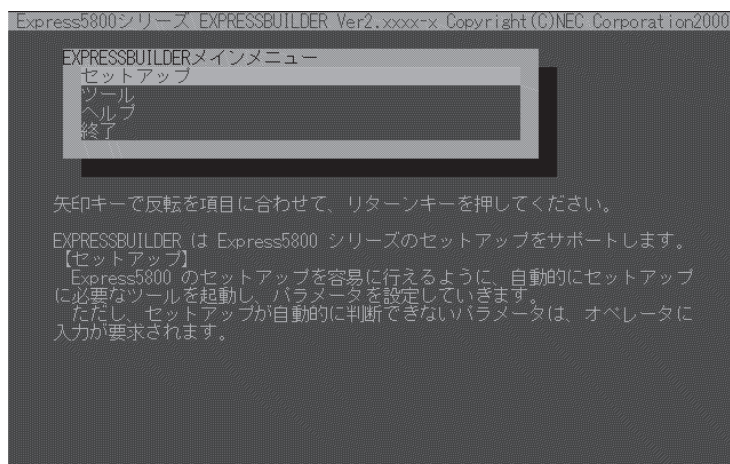 Express5800シリーズ EXPRESSBUILDER Ver2.xxxx-x Copyright(C)NEC Corporation2000
EXPRESSBUILDERメインメニュー
セットアップ
ツール
ヘルプ
終了
矢印キーで反転を項目に合わせて、リターンキーを押してください。
EXPRESSBUILDER は Express5800 シリーズのセットアップをサポートします。
【セットアップ】
Express5800 のセットアップを容易に行えるように、自動的にセットアップ
に必要なツールを起動し、パラメータを設定していきます。
ただし、セットアップが自動的に判断できないパラメータは、オペレータに
入力が要求されます。